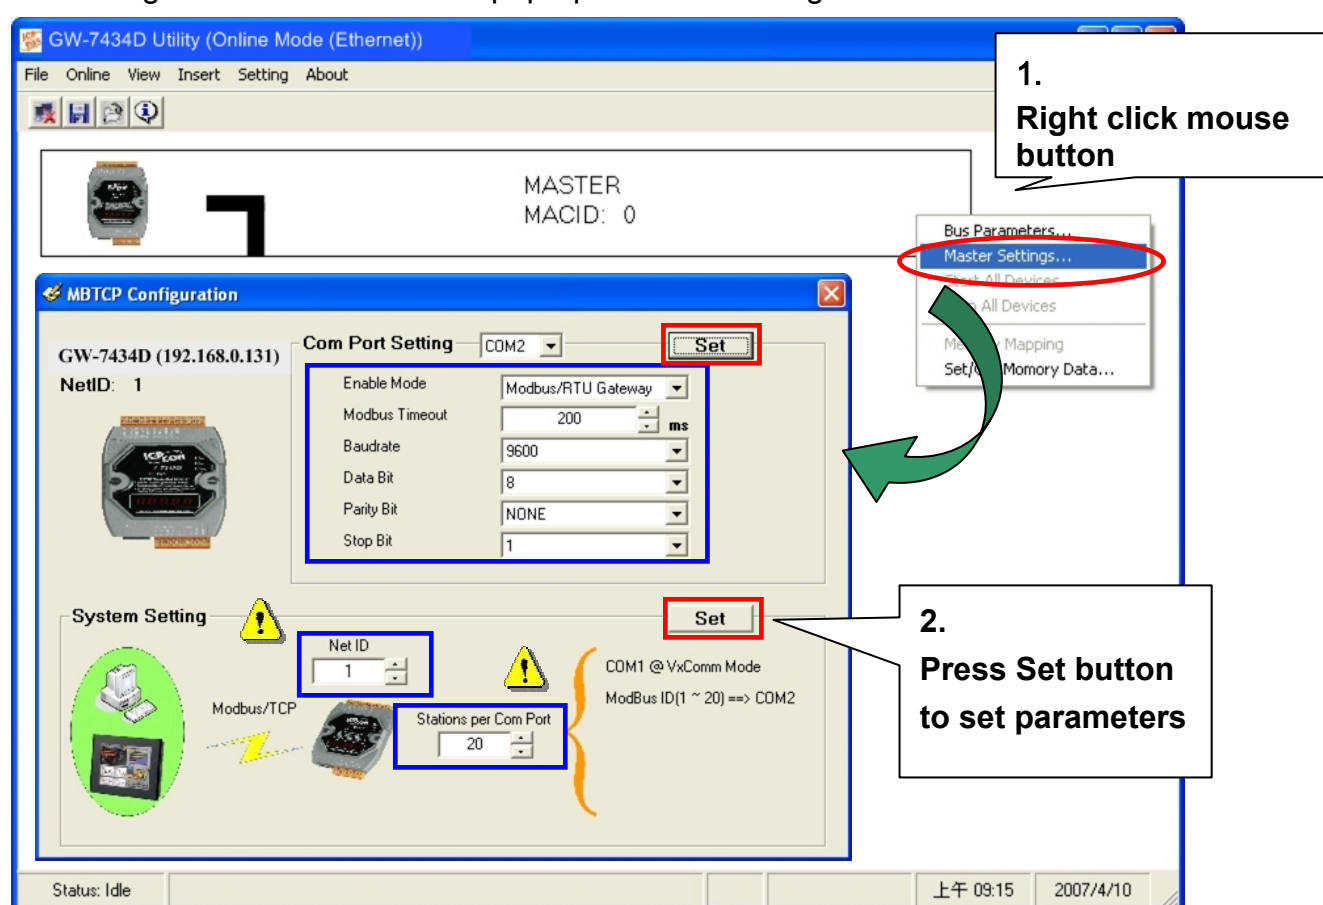 GW-7434D Utility (Online Mode (Ethernet))
File Online View Insert Setting About
1.
Right click mouse
button
MASTER
MACID: 0
Bus Parameters...
Master Settings...
All Devices
All Devices
Mapping
Set/ Momory Data...
MBTCP Configuration
GW-7434D (192.168.0.131)
NetID: 1
Com Port Setting COM2 Set
Enable Mode Modbus/RTU Gateway
Modbus Timeout 200 ms
Baudrate 9600
Data Bit 8
Parity Bit NONE
Stop Bit 1
System Setting Set
Net ID
1
Modbus/TCP
Stations per Com Port
20
COM1 @ VxComm Mode
ModBus ID(1 ~ 20) ==> COM2
2.
Press Set button
to set parameters
Status: Idle 上午 09:15 2007/4/10